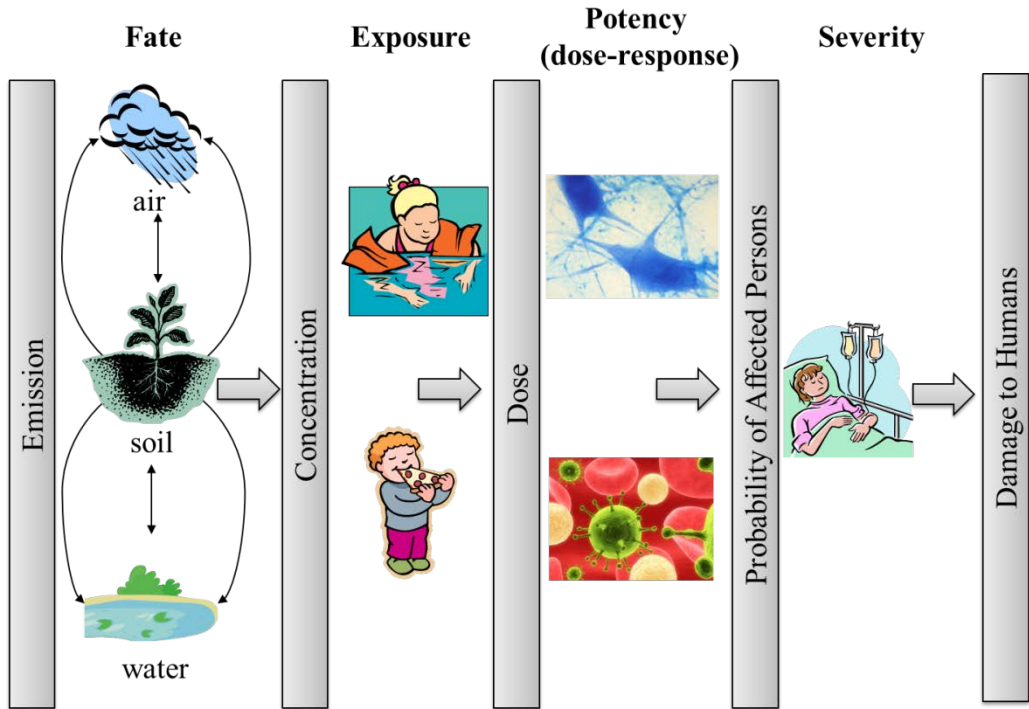 Fate
Exposure
Potency
(dose-response)
Severity
Emission
air
soil
water
Concentration
Dose
Probability of Affected Persons
Damage to Humans